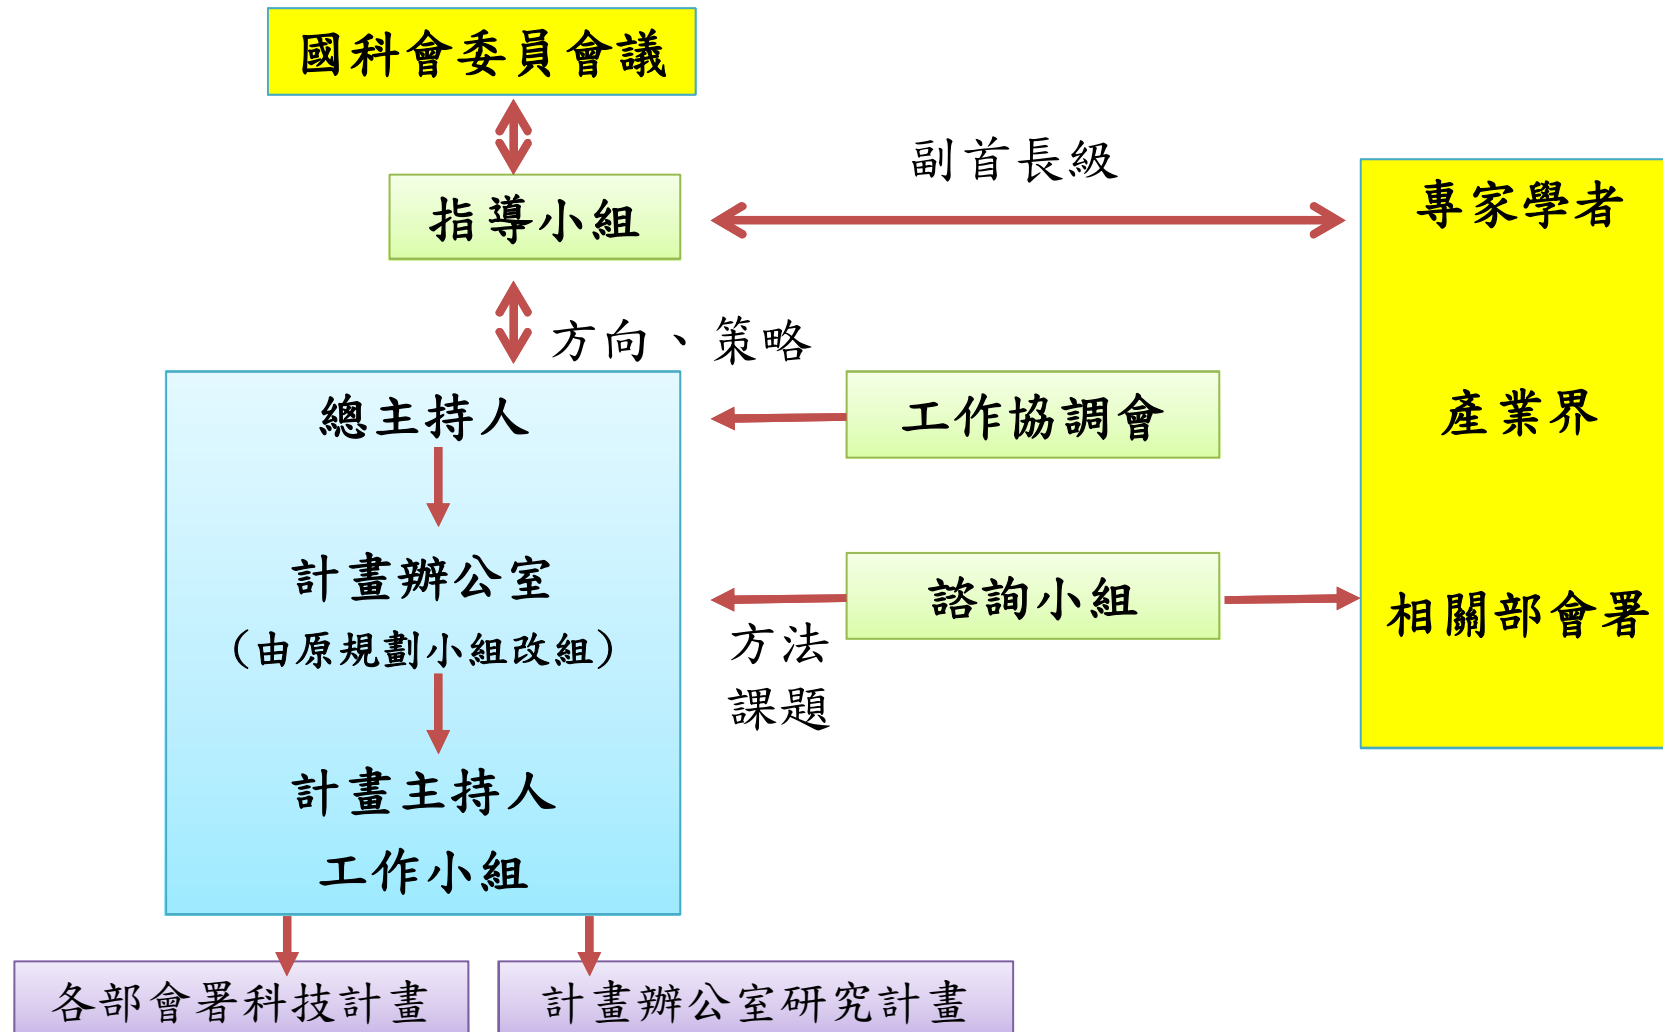 國科會委員會議
副首長級
指導小組
專家學者
方向、策略
總主持人
工作協調會
產業界
計畫辦公室
諮詢小組
相關部會署
（由原規劃小組改組）
方法
課題
計畫主持人
工作小組
各部會署科技計畫
計畫辦公室研究計畫